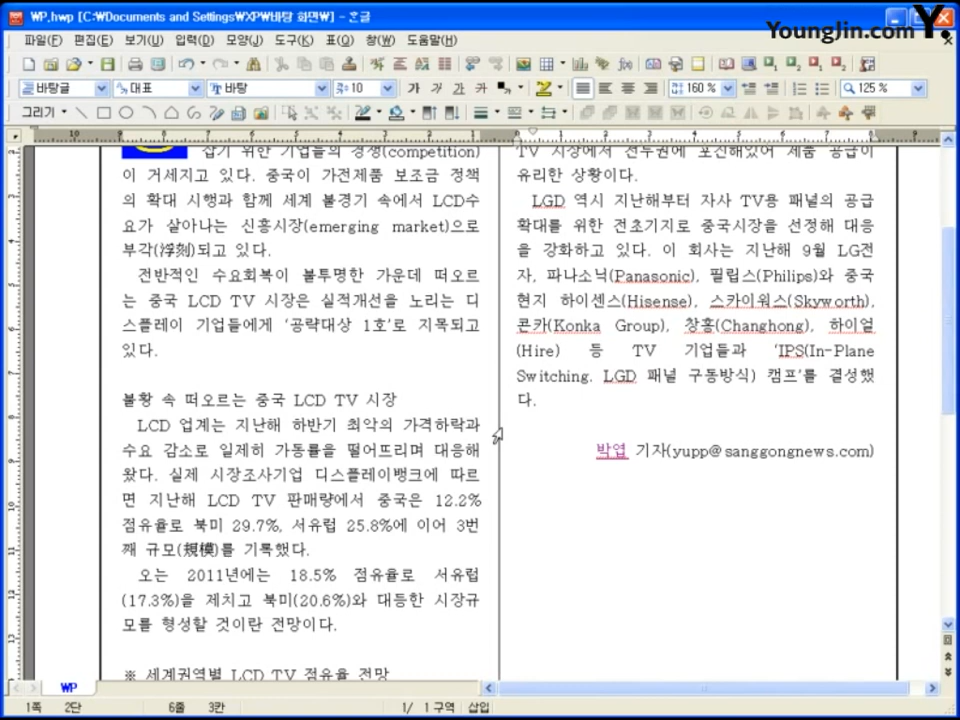 WP.hwp [C:\Documents and Settings\XP\바탕 화면\] - 흔글
YoungJin.com Y.
파일(F) 편집(E) 보기(U) 입력(D) 모양(J) 도구(K) 표(Q) 창(W) 도움말(H)
바탕글 대표 바탕 10 가 가 가 가 160 % 125 %
그리기
잡기 위한 기업들의 경쟁(competition)
이 거세지고 있다. 중국이 가전제품 보조금 정책
의 확대 시행과 함께 세계 불경기 속에서 LCD수
요가 살아나는 신흥시장(emerging market)으로
부각(浮刻)되고 있다.
전반적인 수요회복이 불투명한 가운데 떠오르
는 중국 LCD TV 시장은 실적개선을 노리는 디
스플레이 기업들에게 ‘공략대상 1호’로 지목되고
있다.
불황 속 떠오르는 중국 LCD TV 시장
LCD 업계는 지난해 하반기 최악의 가격하락과
수요 감소로 일제히 가동률을 떨어프리며 대응해
왔다. 실제 시장조사기업 디스플레이뱅크에 따르
면 지난해 LCD TV 판매량에서 중국은 12.2%
점유율로 북미 29.7%, 서유럽 25.8%에 이어 3번
째 규모(規模)를 기록했다.
오는 2011년에는 18.5% 점유율로 서유럽
(17.3%)을 제치고 북미(20.6%)와 대등한 시장규
모를 형성할 것이란 전망이다.
※ 세계권역별 LCD TV 점유율 전망
TV 시장에서 선두권에 포진해있어 제품 공급이
유리한 상황이다.
LGD 역시 지난해부터 자사 TV용 패널의 공급
확대를 위한 전초기지로 중국시장을 선정해 대응
을 강화하고 있다. 이 회사는 지난해 9월 LG전
자, 파나소닉(Panasonic), 필립스(Philips)와 중국
현지 하이센스(Hisense), 스카이워스(Skyworth),
콘카(Konka Group), 창홍(Changhong), 하이얼
(Hire) 등 TV 기업들과 ‘IPS(In-Plane
Switching. LGD 패널 구동방식) 캠프’를 결성했
다.
박엽 기자(yupp@sanggongnews.com)
WP
1쪽 2단 6줄 3칸 1/ 1 구역 삽입